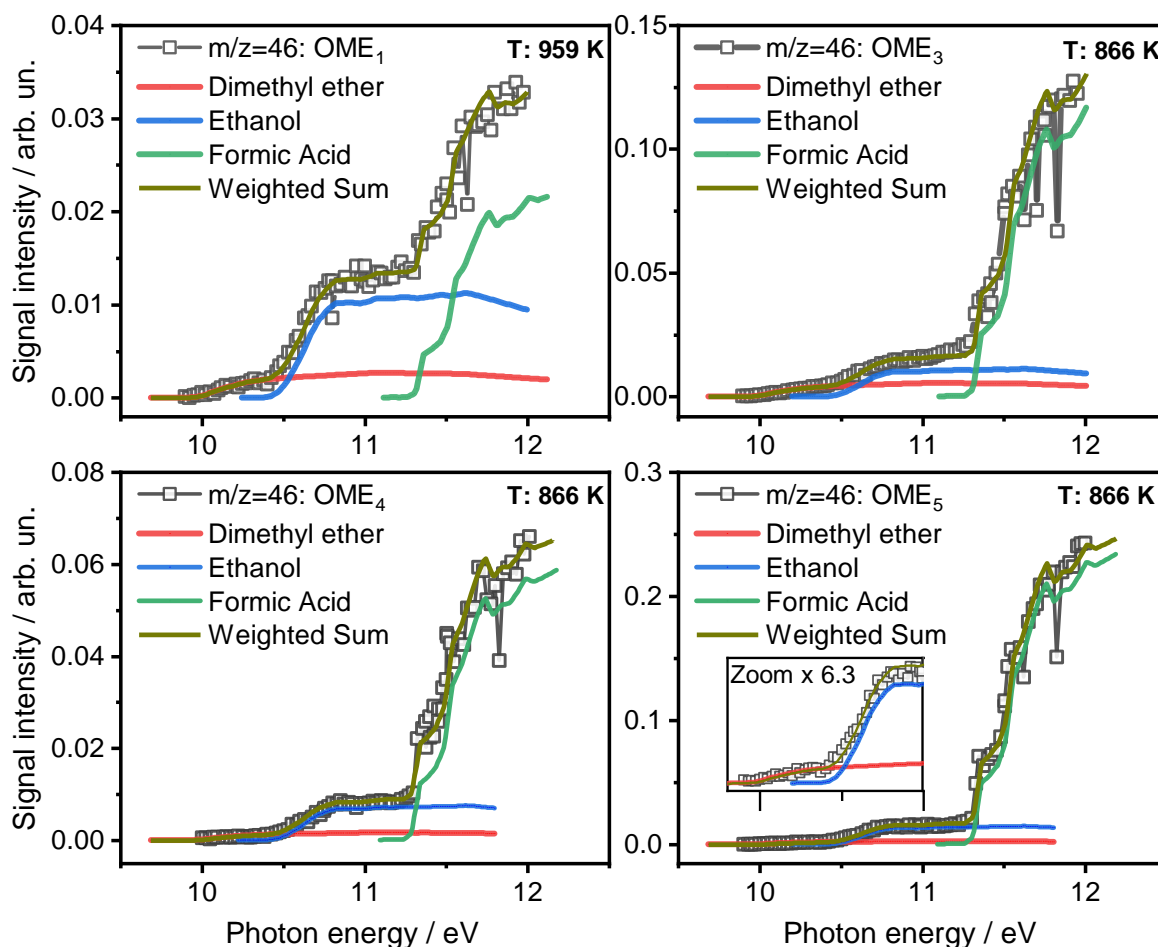 m/z=46: OME₁ T: 959 K
Dimethyl ether
Ethanol
Formic Acid
Weighted Sum
Signal intensity / arb. un.
0.04
0.03
0.02
0.01
0.00
10 11 12
m/z=46: OME₃ T: 866 K
Dimethyl ether
Ethanol
Formic Acid
Weighted Sum
0.15
0.10
0.05
0.00
10 11 12
m/z=46: OME₄ T: 866 K
Dimethyl ether
Ethanol
Formic Acid
Weighted Sum
Signal intensity / arb. un.
0.08
0.06
0.04
0.02
0.00
10 11 12
Photon energy / eV
m/z=46: OME₅ T: 866 K
Dimethyl ether
Ethanol
Formic Acid
Weighted Sum
Zoom x 6.3
0.3
0.2
0.1
0.0
10 11 12
Photon energy / eV